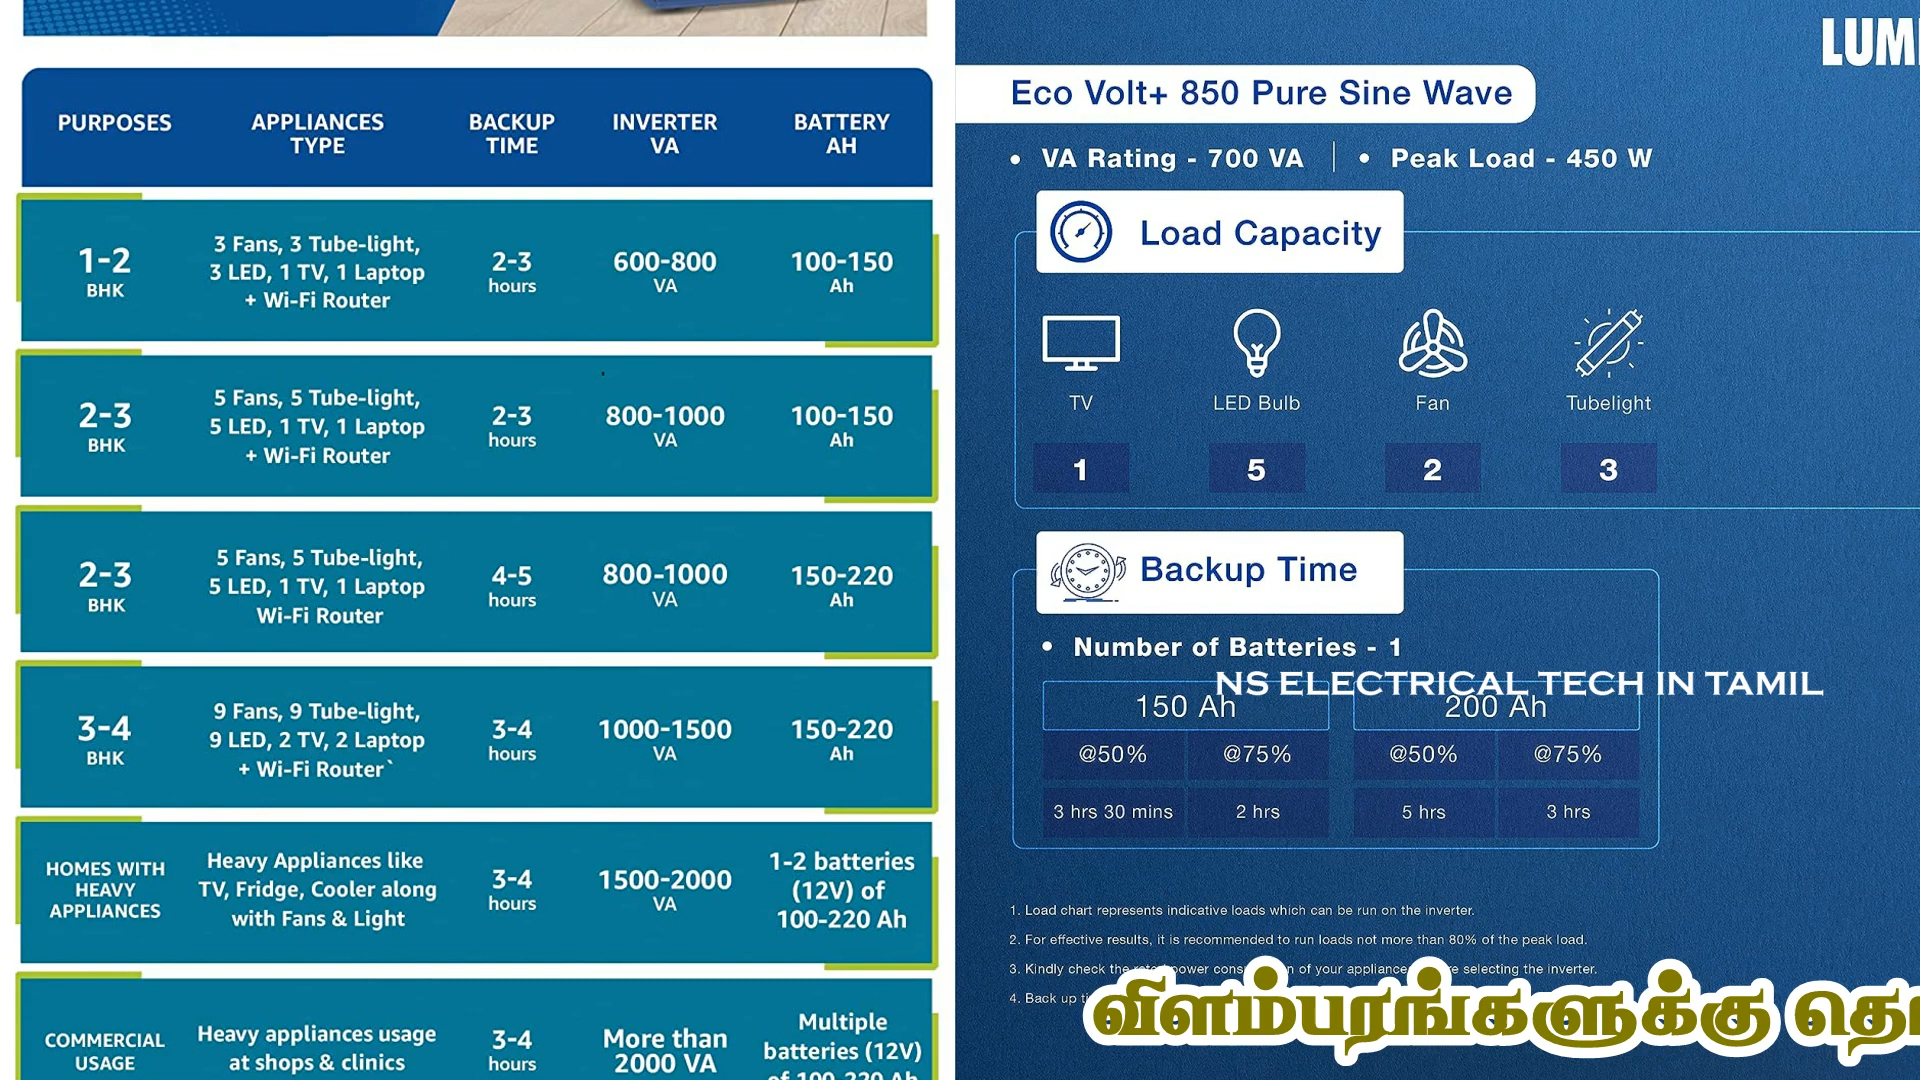 PURPOSES
APPLIANCES
TYPE
BACKUP
TIME
INVERTER
VA
BATTERY
AH
1-2
BHK
3 Fans, 3 Tube-light,
3 LED, 1 TV, 1 Laptop
+ Wi-Fi Router
2-3
hours
600-800
VA
100-150
Ah
2-3
BHK
5 Fans, 5 Tube-light,
5 LED, 1 TV, 1 Laptop
+ Wi-Fi Router
2-3
hours
800-1000
VA
100-150
Ah
2-3
BHK
5 Fans, 5 Tube-light,
5 LED, 1 TV, 1 Laptop
Wi-Fi Router
4-5
hours
800-1000
VA
150-220
Ah
3-4
BHK
9 Fans, 9 Tube-light,
9 LED, 2 TV, 2 Laptop
+ Wi-Fi Router`
3-4
hours
1000-1500
VA
150-220
Ah
HOMES WITH
HEAVY
APPLIANCES
Heavy Appliances like
TV, Fridge, Cooler along
with Fans & Light
3-4
hours
1500-2000
VA
1-2 batteries
(12V) of
100-220 Ah
COMMERCIAL
USAGE
Heavy appliances usage
at shops & clinics
3-4
hours
More than
2000 VA
Multiple
batteries (12V)
of 100-220 Ah
LUM
Eco Volt+ 850 Pure Sine Wave
• VA Rating - 700 VA | • Peak Load - 450 W
Load Capacity
TV LED Bulb Fan Tubelight
1 5 2 3
Backup Time
• Number of Batteries - 1
NS ELECTRICAL TECH IN TAMIL
150 Ah 200 Ah
@50% @75% @50% @75%
3 hrs 30 mins 2 hrs 5 hrs 3 hrs
1. Load chart represents indicative loads which can be run on the inverter.
2. For effective results, it is recommended to run loads not more than 80% of the peak load.
3. Kindly check the power of your appliance selecting the inverter.
4. Back up
விளம்பரங்களுக்கு தொ